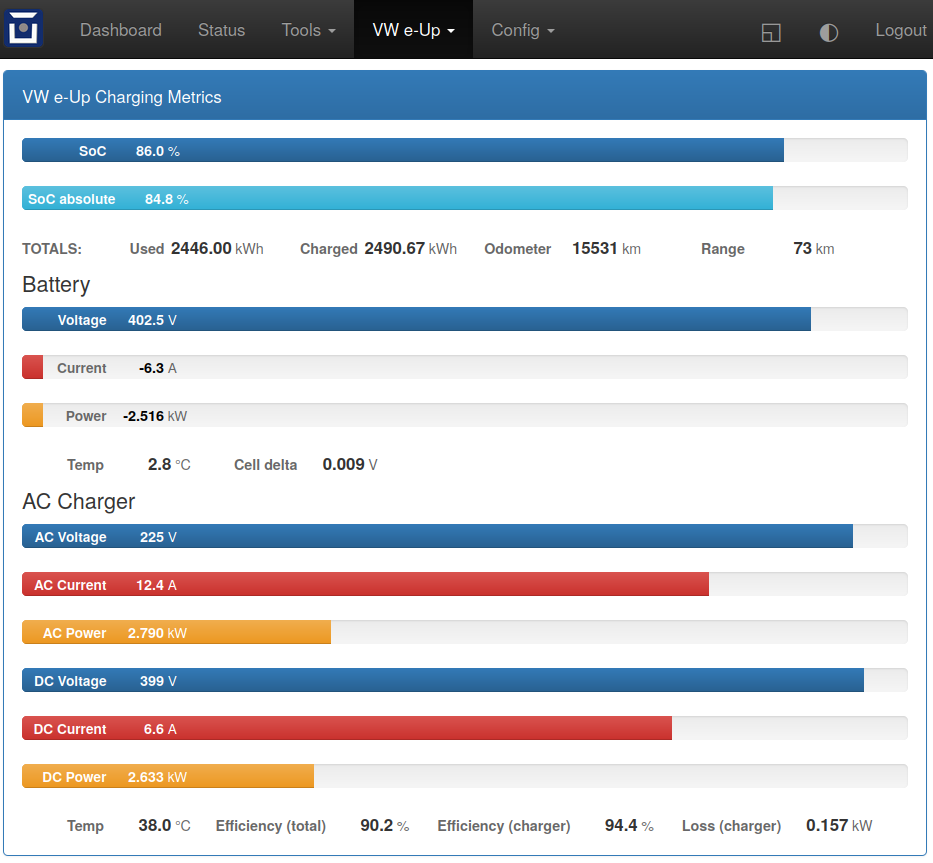 Dashboard Status Tools VW e-Up Config Logout
VW e-Up Charging Metrics
SoC 86.0 %
SoC absolute 84.8 %
TOTALS: Used 2446.00 kWh Charged 2490.67 kWh Odometer 15531 km Range 73 km
Battery
Voltage 402.5 V
Current -6.3 A
Power -2.516 kW
Temp 2.8 °C Cell delta 0.009 V
AC Charger
AC Voltage 225 V
AC Current 12.4 A
AC Power 2.790 kW
DC Voltage 399 V
DC Current 6.6 A
DC Power 2.633 kW
Temp 38.0 °C Efficiency (total) 90.2 % Efficiency (charger) 94.4 % Loss (charger) 0.157 kW